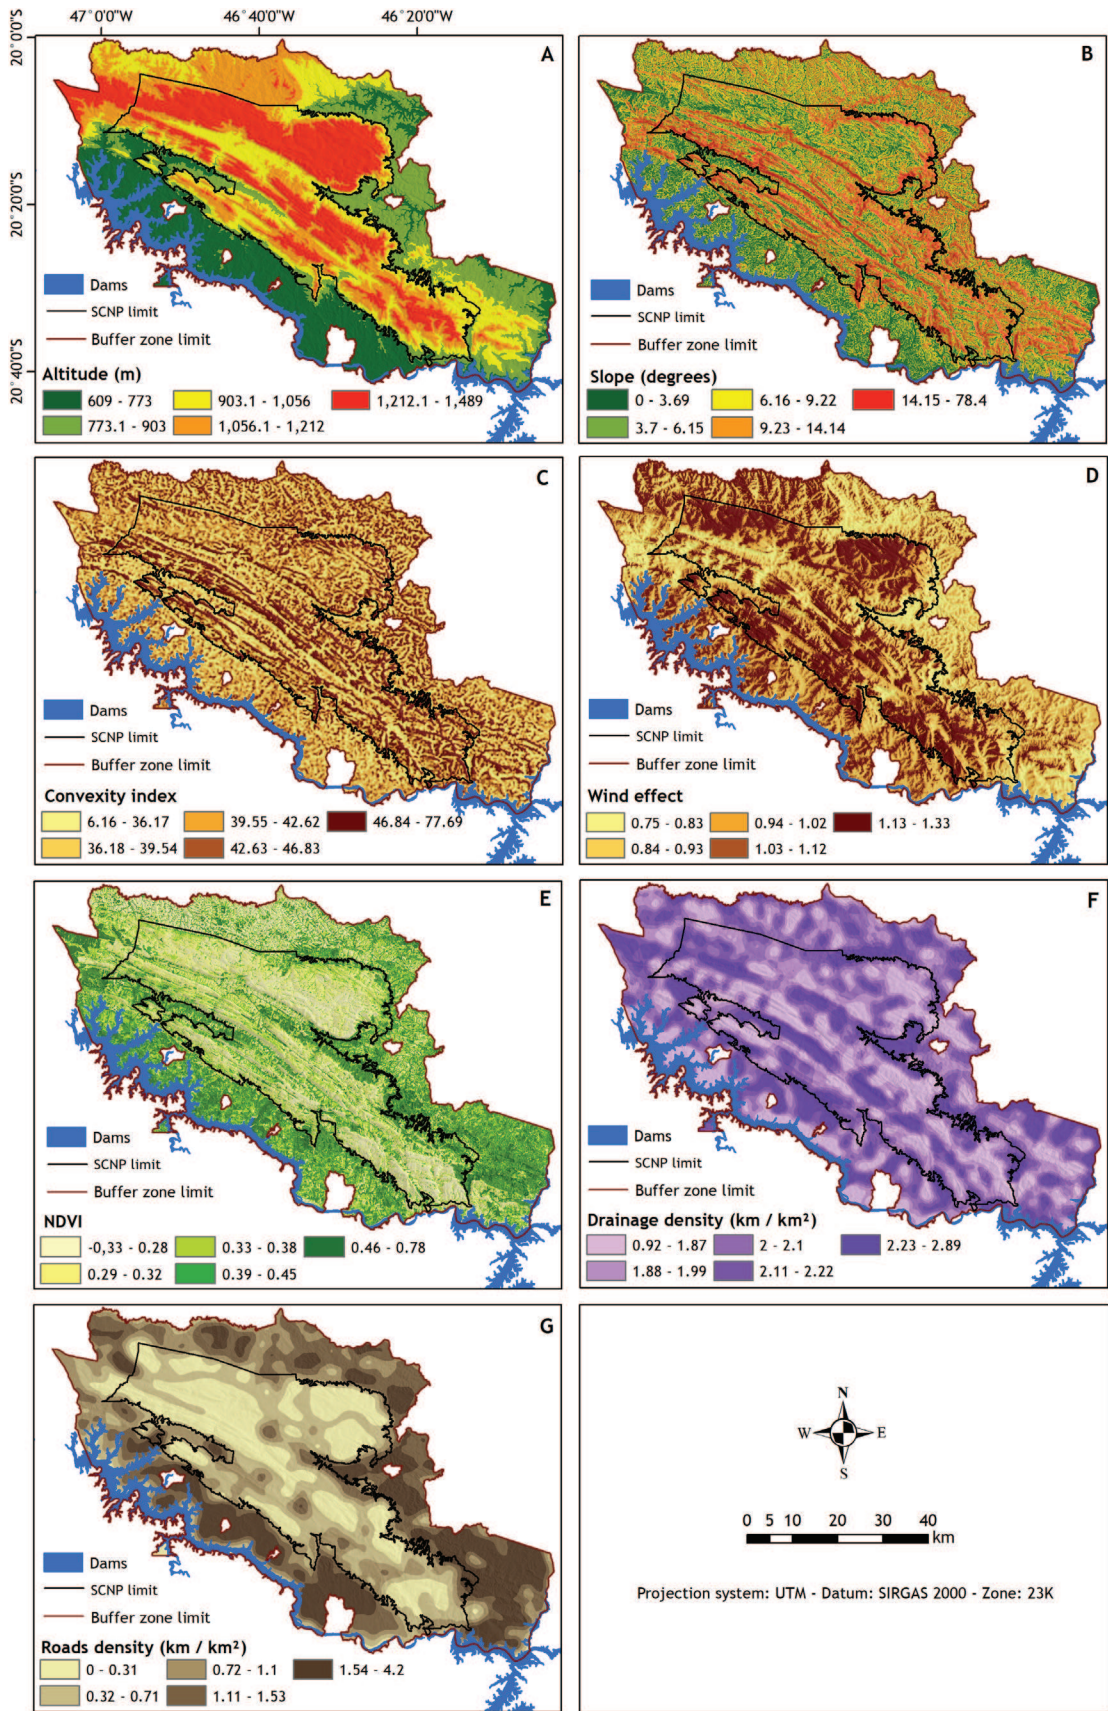 47°0'0"S 46°40'0"S 46°20'0"S
20°0'0"S
20°20'0"S
20°40'0"S
A
Dams
SCNP limit
Buffer zone limit
Altitude (m)
609 - 773 903.1 - 1,056 1,212.1 - 1,489
773.1 - 903 1,056.1 - 1,212
B
Dams
SCNP limit
Buffer zone limit
Slope (degrees)
0 - 3.69 6.16 - 9.22 14.15 - 78.4
3.7 - 6.15 9.23 - 14.14
C
Dams
SCNP limit
Buffer zone limit
Convexity index
6.16 - 36.17 39.55 - 42.62 46.84 - 77.69
36.18 - 39.54 42.63 - 46.83
D
Dams
SCNP limit
Buffer zone limit
Wind effect
0.75 - 0.83 0.94 - 1.02 1.13 - 1.33
0.84 - 0.93 1.03 - 1.12
E
Dams
SCNP limit
Buffer zone limit
NDVI
-0,33 - 0.28 0.33 - 0.38 0.46 - 0.78
0.29 - 0.32 0.39 - 0.45
F
Dams
SCNP limit
Buffer zone limit
Drainage density (km / km²)
0.92 - 1.87 2 - 2.1 2.23 - 2.89
1.88 - 1.99 2.11 - 2.22
G
Dams
SCNP limit
Buffer zone limit
Roads density (km / km²)
0 - 0.31 0.72 - 1.1 1.54 - 4.2
0.32 - 0.71 1.11 - 1.53
N
W E
S
0 5 10 20 30 40
km
Projection system: UTM - Datum: SIRGAS 2000 - Zone: 23K